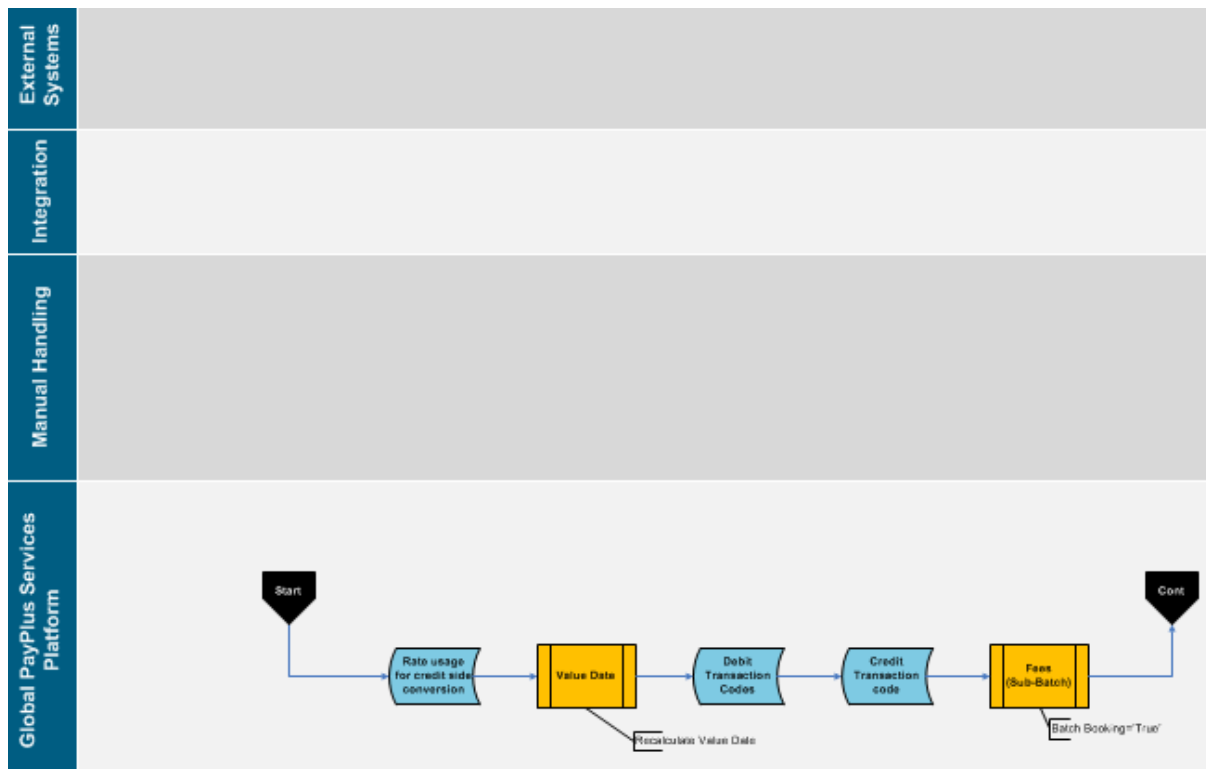 External
Systems
Integration
Manual Handling
Global PayPlus Services
Platform
Start
Cont
Rate usage
for credit side
conversion
Value Date
Debit
Transaction
Codes
Credit
Transaction
code
Fees
(Sub-Batch)
Recalculate Value Date
Batch Booking='True'